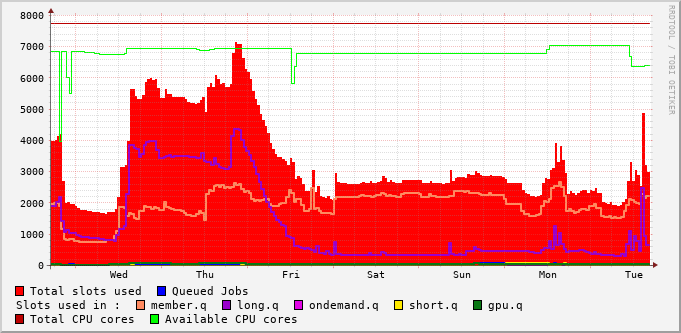 RRDTOOL / TOBI OETIKER
8000
7000
6000
5000
4000
3000
2000
1000
0
Wed Thu Fri Sat Sun Mon Tue
Total slots used Queued Jobs
Slots used in : member.q long.q ondemand.q short.q gpu.q
Total CPU cores Available CPU cores